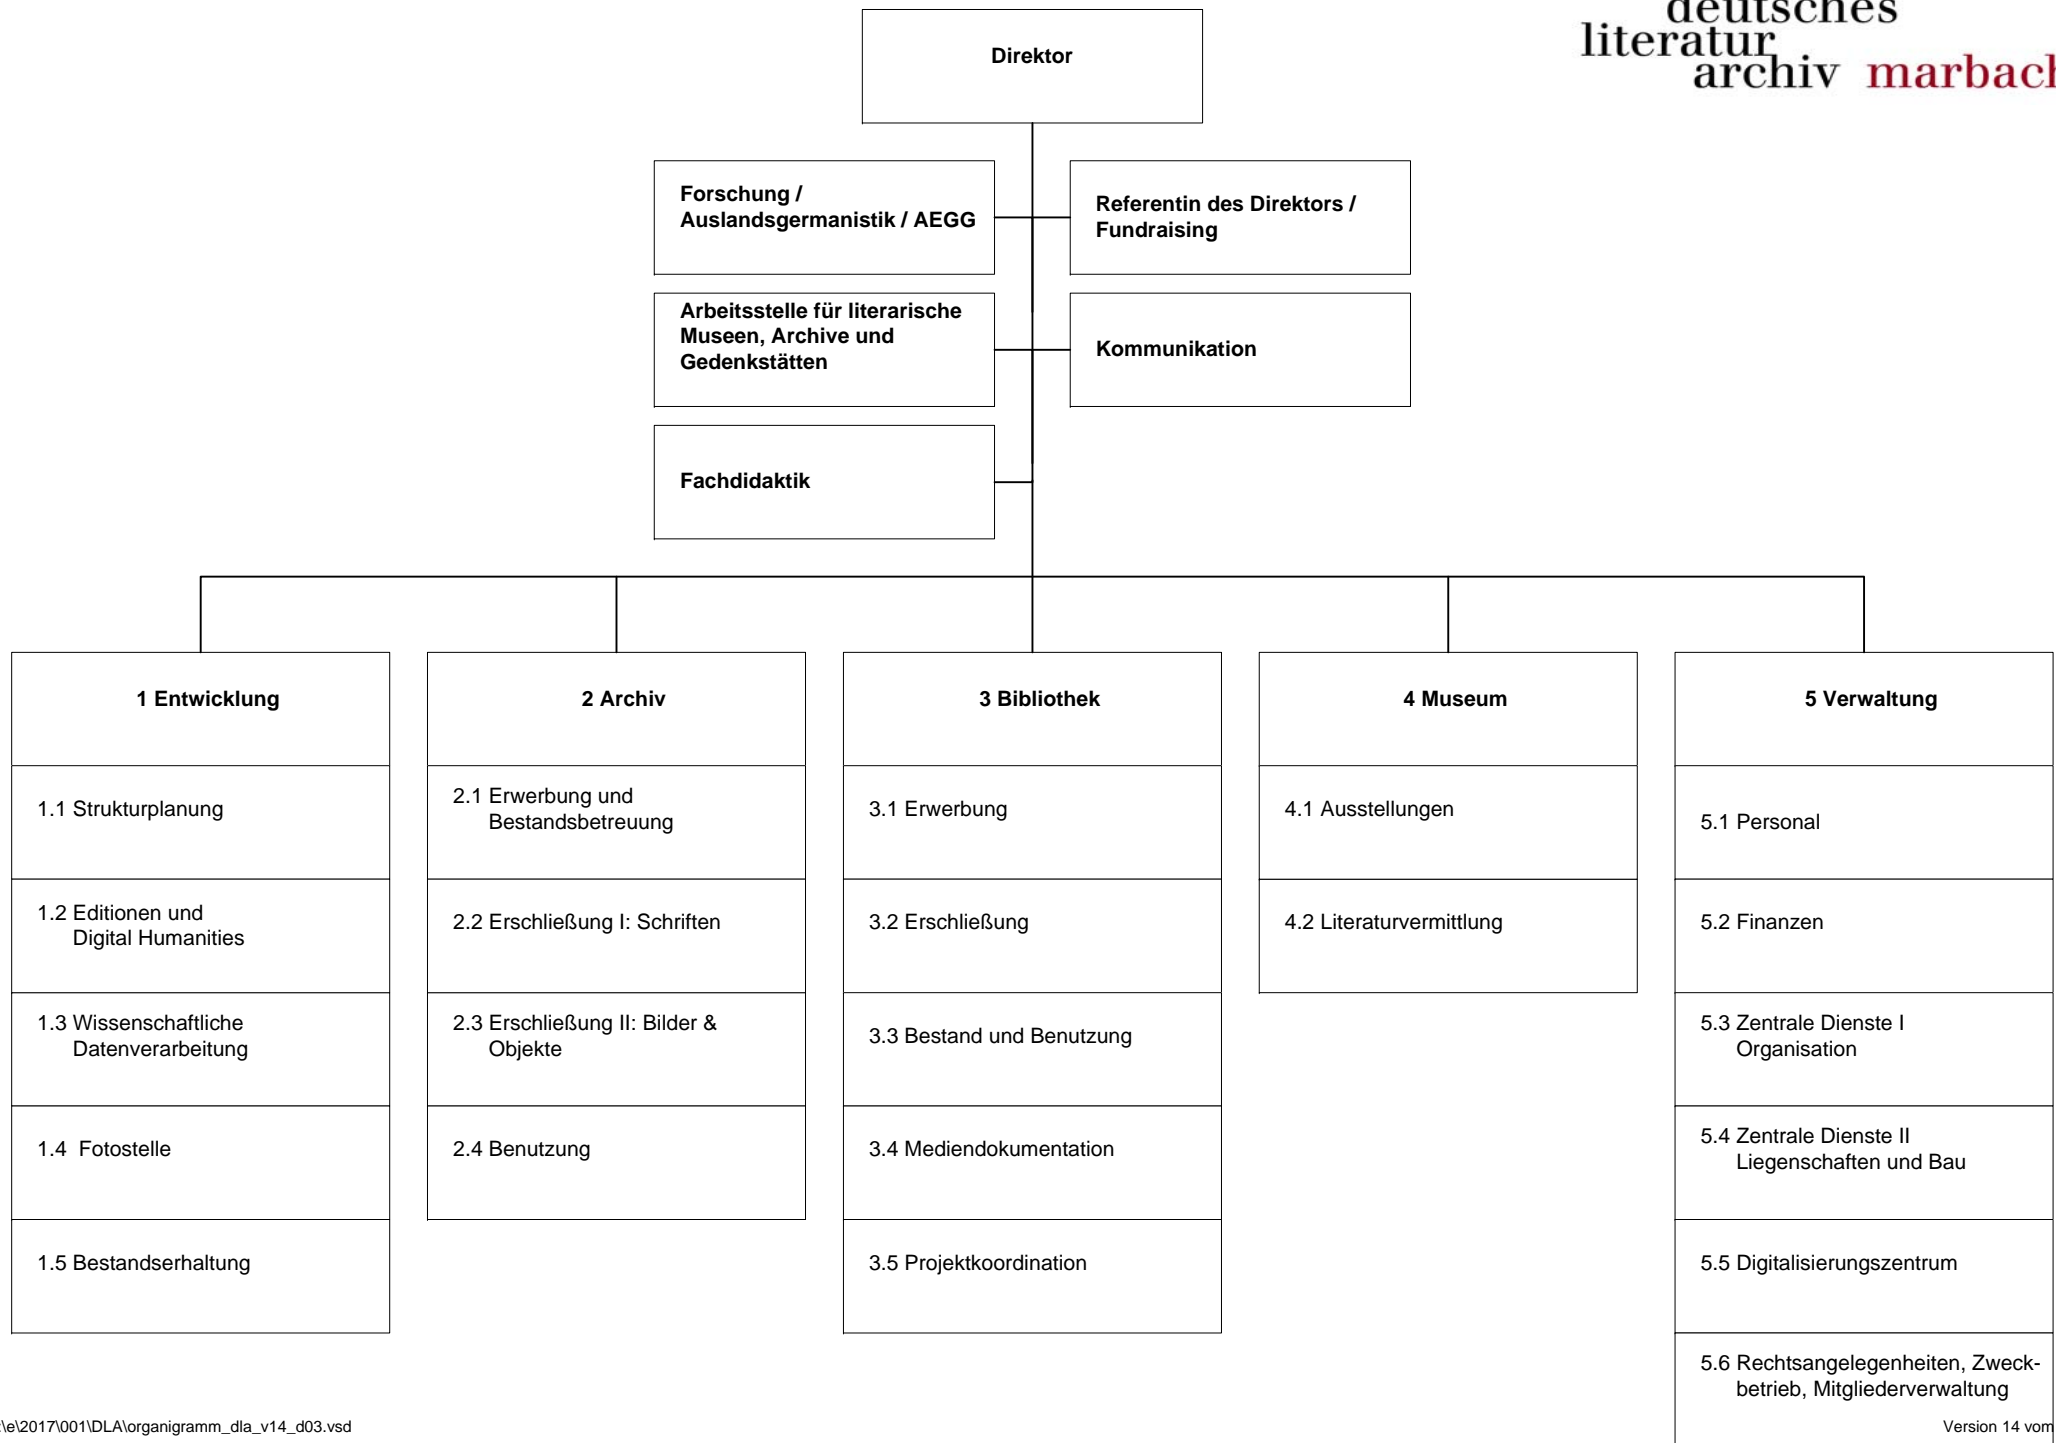 deutsches
literatur
archiv marbach
Direktor
Forschung /
Auslandsgermanistik / AEGG
Referentin des Direktors /
Fundraising
Arbeitsstelle für literarische
Museen, Archive und
Gedenkstätten
Kommunikation
Fachdidaktik
1 Entwicklung
1.1 Strukturplanung
1.2 Editionen und
Digital Humanities
1.3 Wissenschaftliche
Datenverarbeitung
1.4 Fotostelle
1.5 Bestandserhaltung
2 Archiv
2.1 Erwerbung und
Bestandsbetreuung
2.2 Erschließung I: Schriften
2.3 Erschließung II: Bilder &
Objekte
2.4 Benutzung
3 Bibliothek
3.1 Erwerbung
3.2 Erschließung
3.3 Bestand und Benutzung
3.4 Mediendokumentation
3.5 Projektkoordination
4 Museum
4.1 Ausstellungen
4.2 Literaturvermittlung
5 Verwaltung
5.1 Personal
5.2 Finanzen
5.3 Zentrale Dienste I
Organisation
5.4 Zentrale Dienste II
Liegenschaften und Bau
5.5 Digitalisierungszentrum
5.6 Rechtsangelegenheiten, Zweck-
betrieb, Mitgliederverwaltung
\e\2017\001\DLA\organigramm_dla_v14_d03.vsd
Version 14 vom